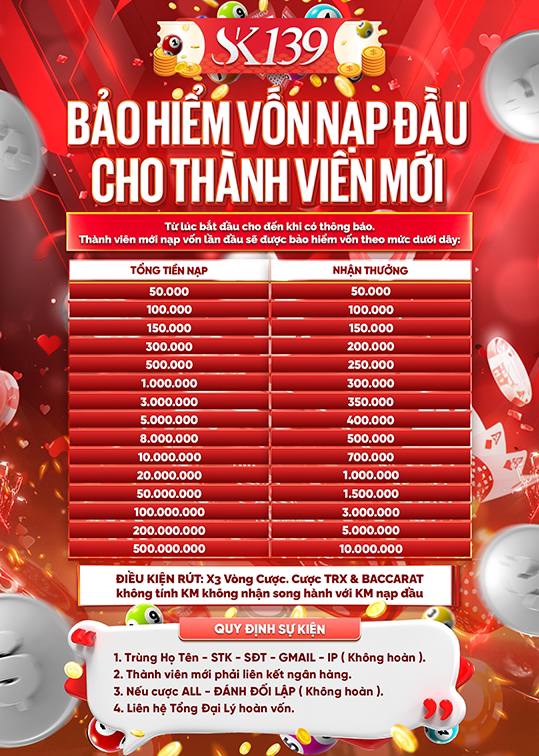 SK139
BẢO HIỂM VỐN NẠP ĐẦU
CHO THÀNH VIÊN MỚI
Từ lúc bắt đầu cho đến khi có thông báo.
Thành viên mới nạp vốn lần đầu sẽ được bảo hiểm vốn theo mức dưới dây:
TỔNG TIỀN NẠP NHẬN THƯỞNG
50.000 50.000
100.000 100.000
150.000 150.000
300.000 200.000
500.000 250.000
1.000.000 300.000
3.000.000 350.000
5.000.000 400.000
8.000.000 500.000
10.000.000 700.000
20.000.000 1.000.000
50.000.000 1.500.000
100.000.000 3.000.000
200.000.000 5.000.000
500.000.000 10.000.000
ĐIỀU KIỆN RÚT: X3 Vòng Cược. Cược TRX & BACCARAT
không tính KM không nhận song hành với KM nạp đầu
QUY ĐỊNH SỰ KIỆN
1. Trùng Họ Tên - STK - SĐT - GMAIL - IP ( Không hoàn ).
2. Thành viên mới phải liên kết ngân hàng.
3. Nếu cược ALL - ĐÁNH ĐỐI LẬP ( Không hoàn ).
4. Liên hệ Tổng Đại Lý hoàn vốn.